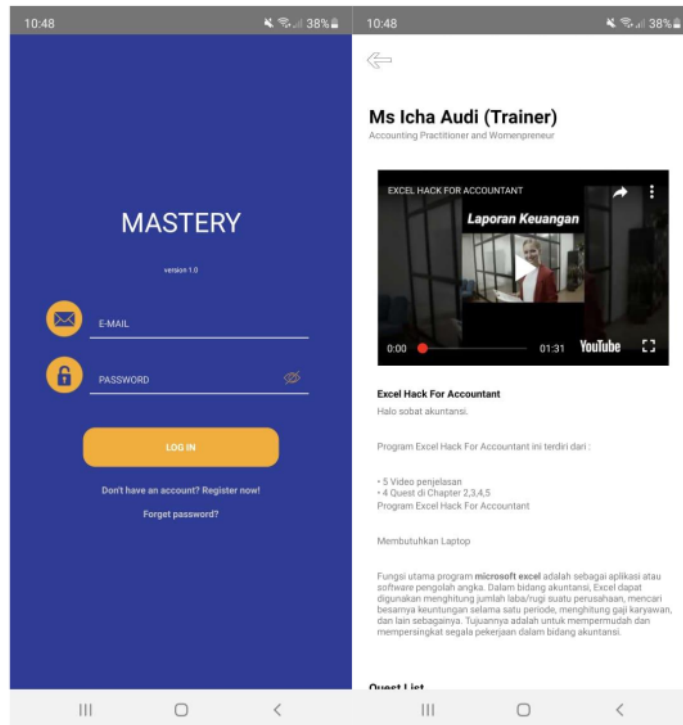 10:48
38%
MASTERY
version 1.0
E-MAIL
PASSWORD
LOG IN
Don't have an account? Register now!
Forget password?
10:48
38%
Ms Icha Audi (Trainer)
Accounting Practitioner and Womenpreneur
EXCEL HACK FOR ACCOUNTANT
Laporan Keuangan
0:00
01:31
YouTube
Excel Hack For Accountant
Halo sobat akuntansi.
Program Excel Hack For Accountant ini terdiri dari :
• 5 Video penjelasan
• 4 Quest di Chapter 2,3,4,5
Program Excel Hack For Accountant
Membutuhkan Laptop
Fungsi utama program microsoft excel adalah sebagai aplikasi atau
software pengolah angka. Dalam bidang akuntansi, Excel dapat
digunakan menghitung jumlah laba/rugi suatu perusahaan, mencari
besarnya keuntungan selama satu periode, menghitung gaji karyawan,
dan lain sebagainya. Tujuannya adalah untuk mempermudah dan
mempersingkat segala pekerjaan dalam bidang akuntansi.
Quest List